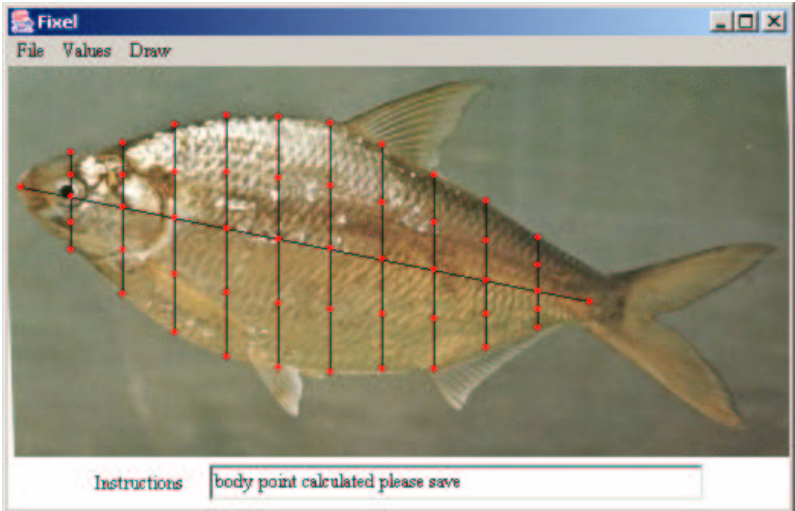 Fixel
File Values Draw
Instructions body point calculated please save